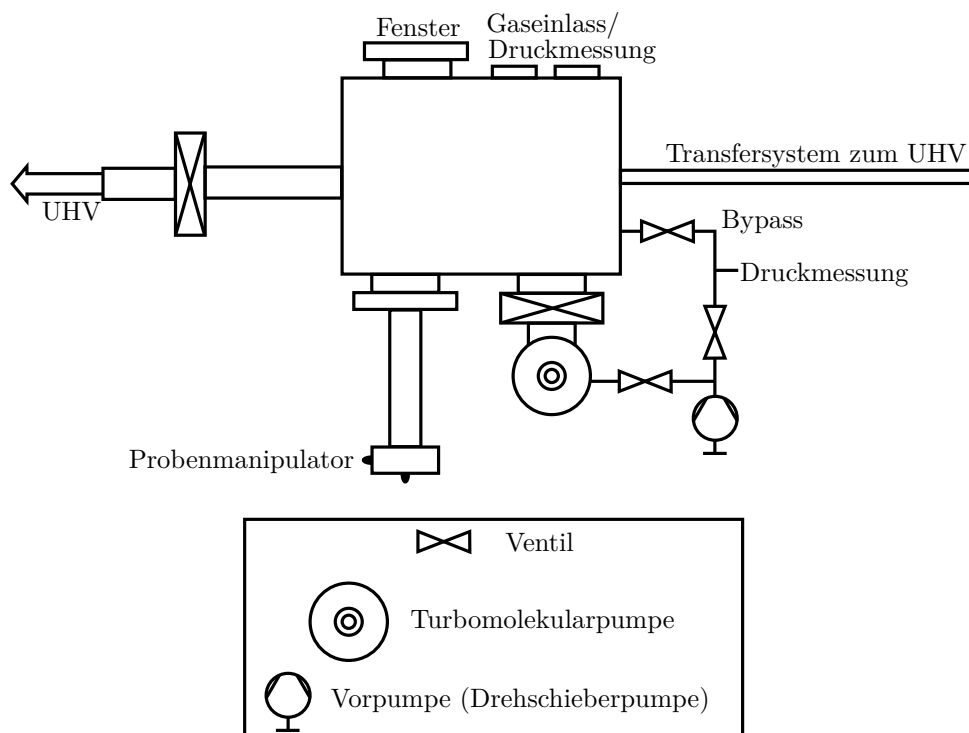 Fenster
Gaseinlass/
Druckmessung
Transfersystem zum UHV
UHV
Bypass
Druckmessung
Probenmanipulator
Ventil
Turbomolekularpumpe
Vorpumpe (Drehschieberpumpe)